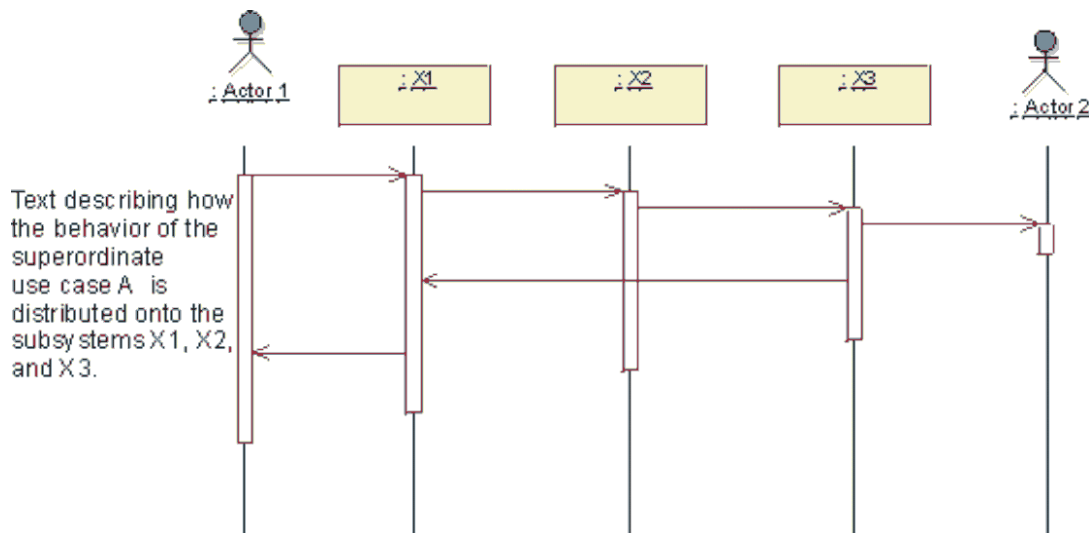 : Actor 1
: X1
: X2
: X3
: Actor 2
Text describing how
the behavior of the
superordinate
use case A is
distributed onto the
subsystems X1, X2,
and X3.